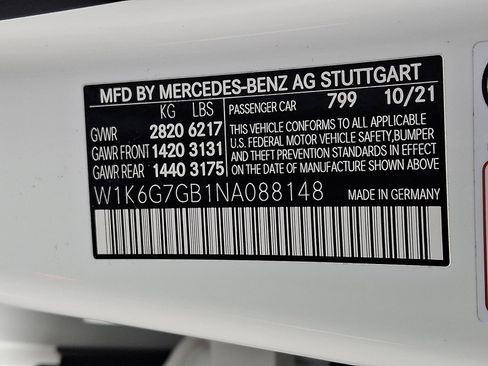 MFD BY MERCEDES-BENZ AG STUTTGART
KG LBS
GVWR 2820 6217
GAWR FRONT 1420 3131
GAWR REAR 1440 3175
PASSENGER CAR 799 10/21
THIS VEHICLE CONFORMS TO ALL APPLICABLE
U.S. FEDERAL MOTOR VEHICLE SAFETY,BUMPER
AND THEFT PREVENTION STANDARDS IN EFFECT
ON THE DATE OF MANUFACTURE SHOWN ABOVE
W1K6G7GB1NA088148
MADE IN GERMANY